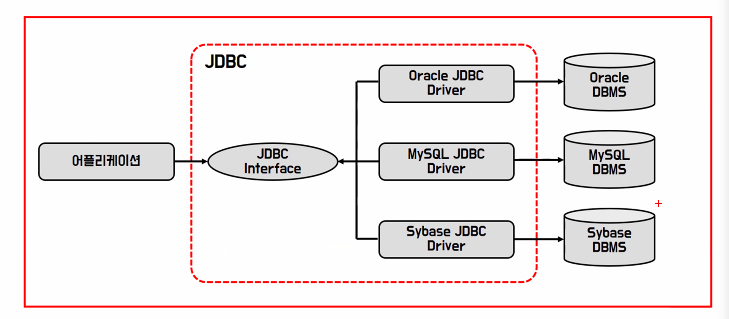 JDBC
어플리케이션
JDBC
Interface
Oracle JDBC
Driver
MySQL JDBC
Driver
Sybase JDBC
Driver
Oracle
DBMS
MySQL
DBMS
Sybase
DBMS